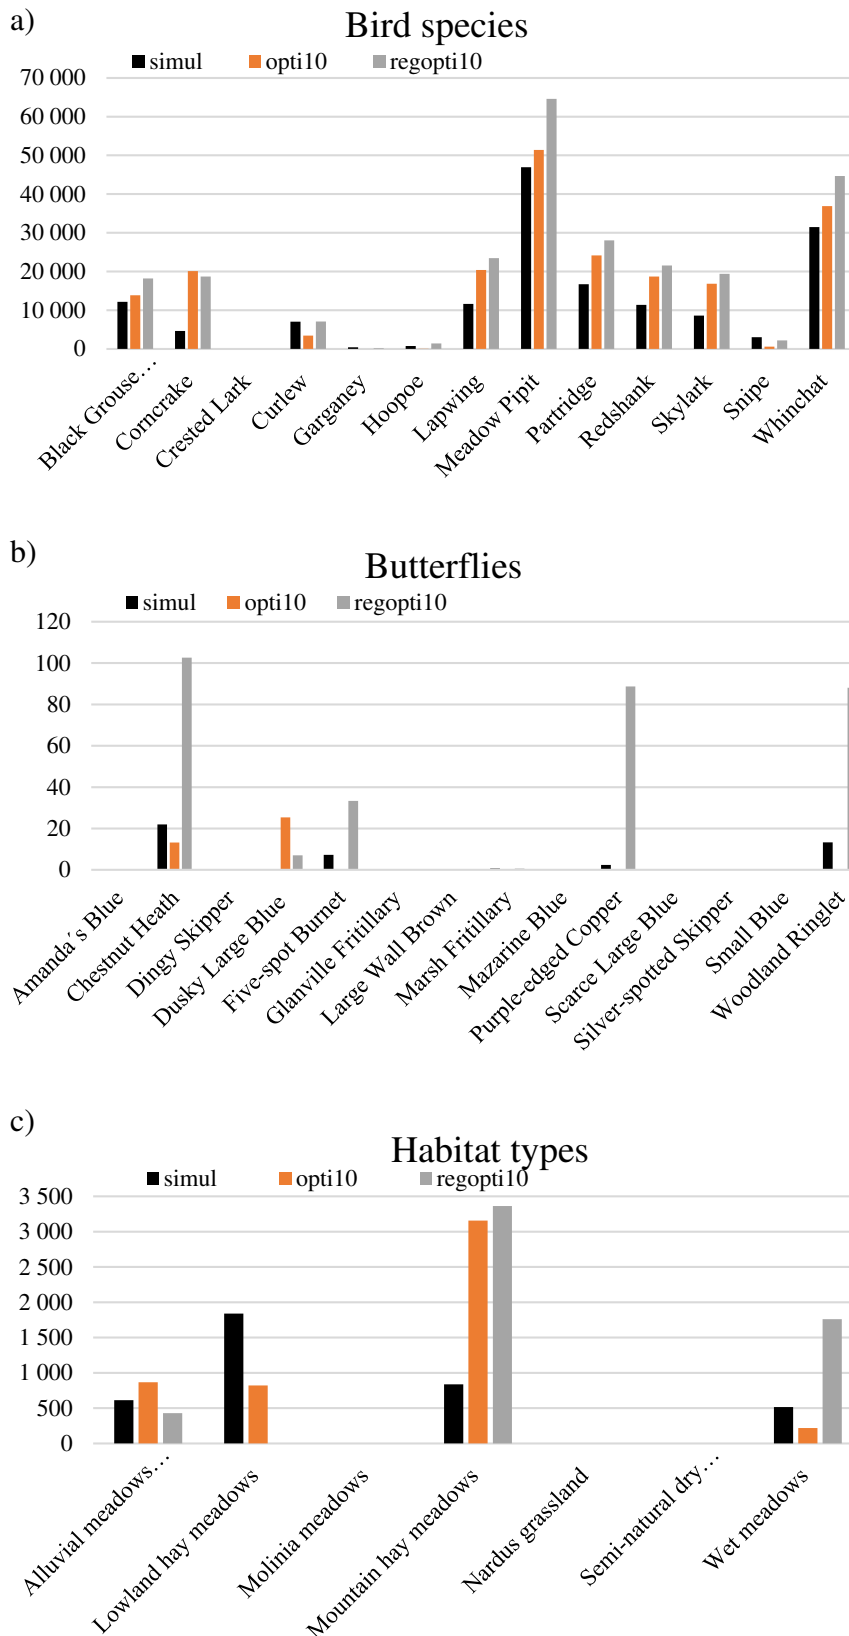 a)
Bird species
simul opti10 regopti10
70 000
60 000
50 000
40 000
30 000
20 000
10 000
0
Black Grouse…
Corncrake
Crested Lark
Curlew
Garganey
Hoopoe
Lapwing
Meadow Pipit
Partridge
Redshank
Skylark
Snipe
Whinchat
b)
Butterflies
simul opti10 regopti10
120
100
80
60
40
20
0
Amanda´s Blue
Chestnut Heath
Dingy Skipper
Dusky Large Blue
Five-spot Burnet
Glanville Fritillary
Large Wall Brown
Marsh Fritillary
Mazarine Blue
Purple-edged Copper
Scarce Large Blue
Silver-spotted Skipper
Small Blue
Woodland Ringlet
c)
Habitat types
simul opti10 regopti10
3 500
3 000
2 500
2 000
1 500
1 000
500
0
Alluvial meadows…
Lowland hay meadows
Molinia meadows
Mountain hay meadows
Nardus grassland
Semi-natural dry…
Wet meadows